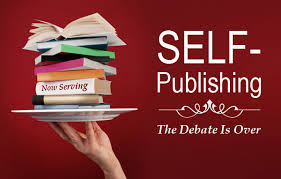 SELF-
Publishing
The Debate Is Over
Now Serving